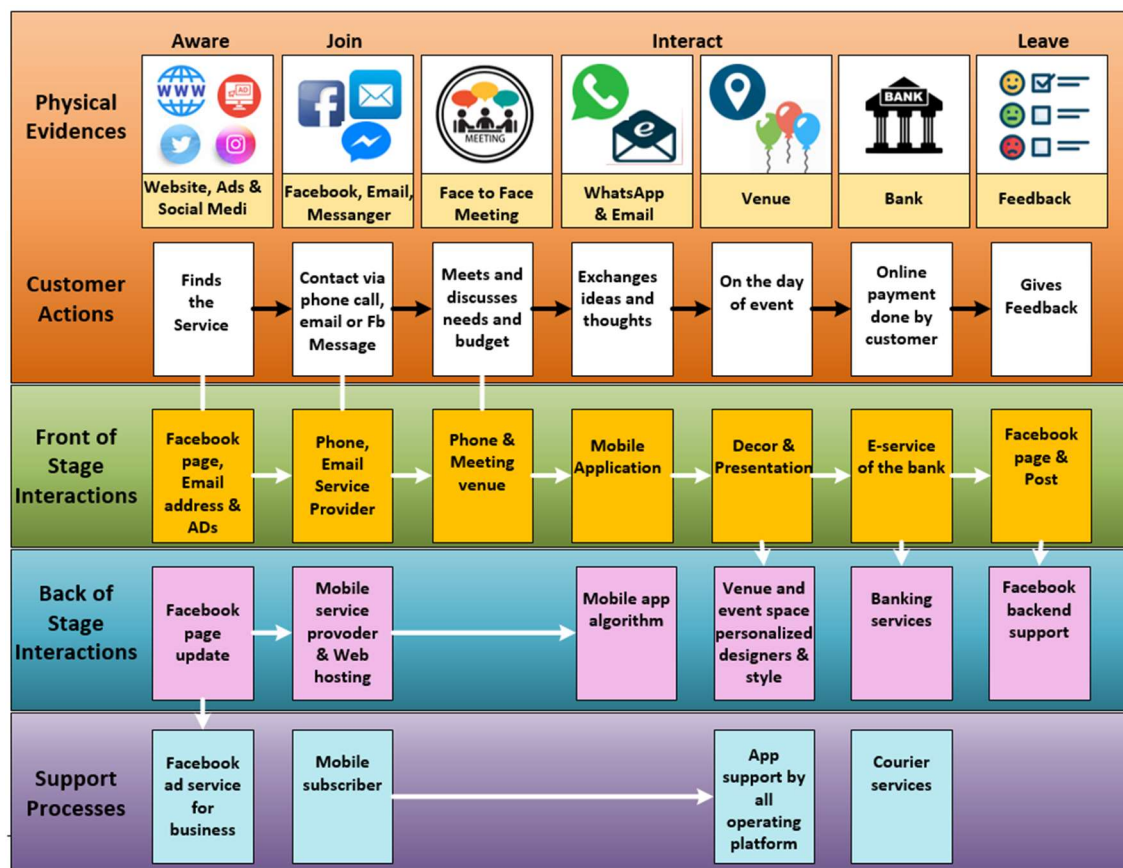 Aware
Join
Interact
Leave
Physical
Evidences
WWW
AD
MEETING
e
BANK
Website, Ads &
Social Medi
Facebook, Email,
Messanger
Face to Face
Meeting
WhatsApp
& Email
Venue
Bank
Feedback
Customer
Actions
Finds
the
Service
Contact via
phone call,
email or Fb
Message
Meets and
discusses
needs and
budget
Exchanges
ideas and
thoughts
On the day
of event
Online
payment
done by
customer
Gives
Feedback
Front of
Stage
Interactions
Facebook
page,
Email
address &
ADs
Phone,
Email
Service
Provider
Phone &
Meeting
venue
Mobile
Application
Decor &
Presentation
E-service
of the bank
Facebook
page &
Post
Back of
Stage
Interactions
Facebook
page
update
Mobile
service
provoder
& Web
hosting
Mobile app
algorithm
Venue and
event space
personalized
designers &
style
Banking
services
Facebook
backend
support
Support
Processes
Facebook
ad service
for
business
Mobile
subscriber
App
support by
all
operating
platform
Courier
services